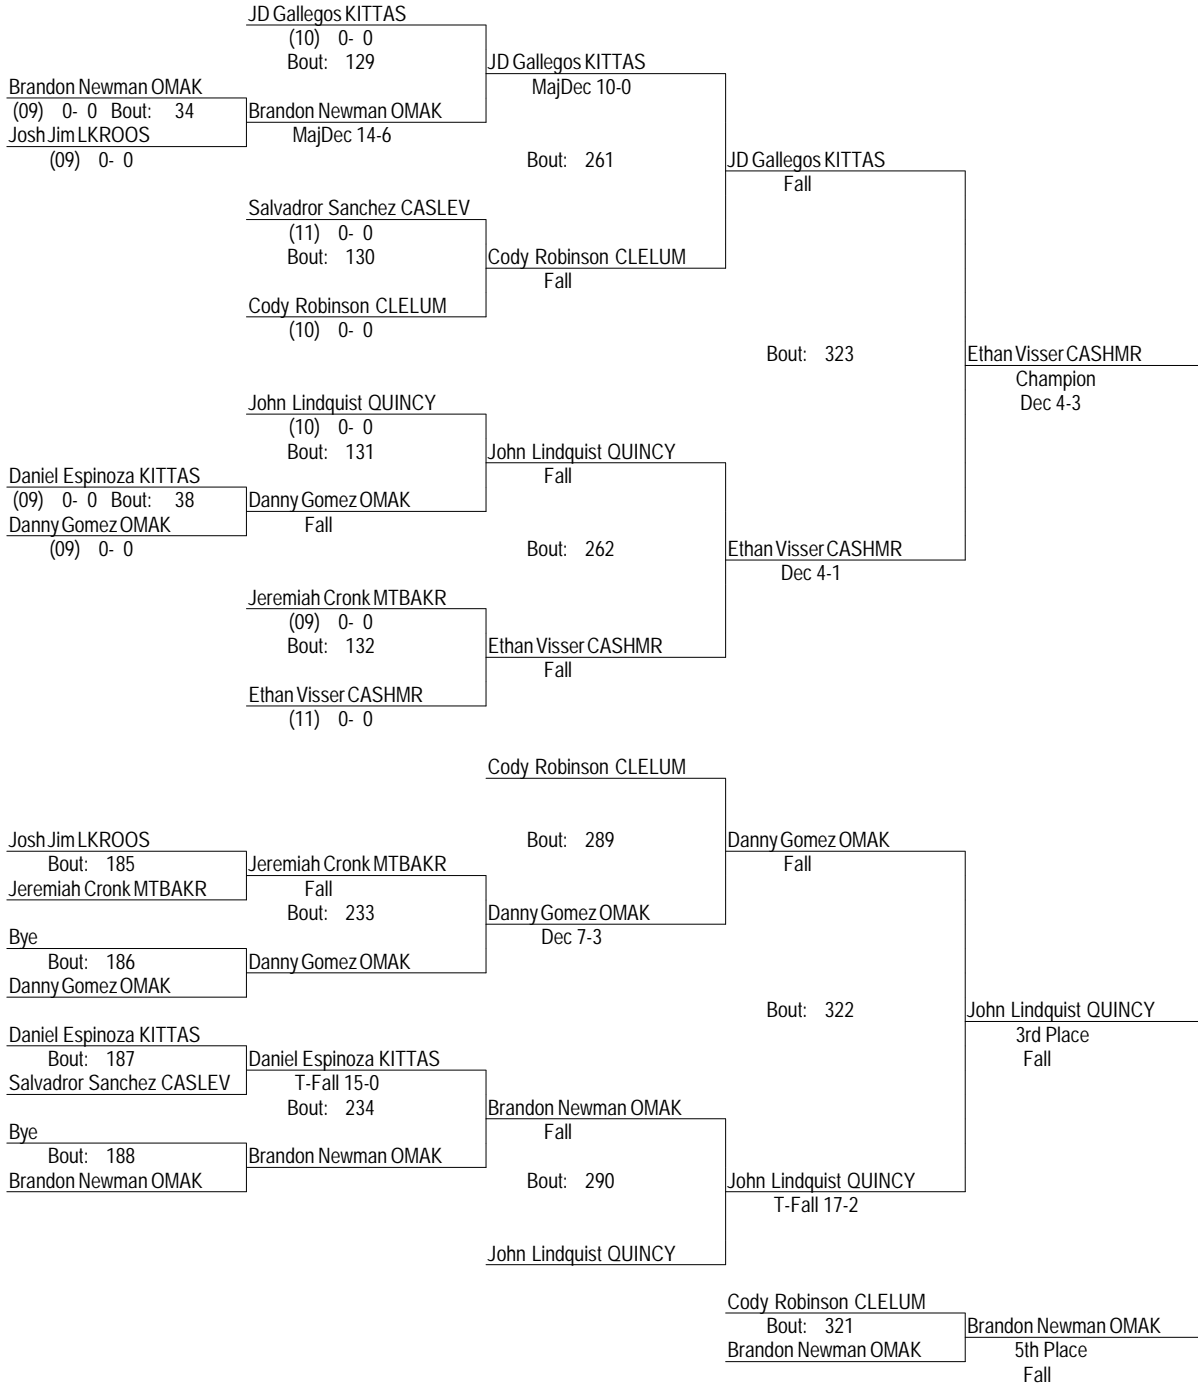 JD Gallegos KITTAS
(10) 0- 0
Bout: 129
Brandon Newman OMAK
(09) 0- 0 Bout: 34
Josh Jim LKROOS
(09) 0- 0
Brandon Newman OMAK
MajDec 14-6
JD Gallegos KITTAS
MajDec 10-0
Bout: 261
Salvadror Sanchez CASLEV
(11) 0- 0
Bout: 130
Cody Robinson CLELUM
(10) 0- 0
Cody Robinson CLELUM
Fall
JD Gallegos KITTAS
Fall
Bout: 323
Ethan Visser CASHMR
Champion
Dec 4-3
John Lindquist QUINCY
(10) 0- 0
Bout: 131
Daniel Espinoza KITTAS
(09) 0- 0 Bout: 38
Danny Gomez OMAK
(09) 0- 0
Danny Gomez OMAK
Fall
John Lindquist QUINCY
Fall
Bout: 262
Jeremiah Cronk MTBAKR
(09) 0- 0
Bout: 132
Ethan Visser CASHMR
(11) 0- 0
Ethan Visser CASHMR
Fall
Ethan Visser CASHMR
Dec 4-1
Cody Robinson CLELUM
Bout: 289
Josh Jim LKROOS
Bout: 185
Jeremiah Cronk MTBAKR
Jeremiah Cronk MTBAKR
Fall
Bout: 233
Bye
Bout: 186
Danny Gomez OMAK
Danny Gomez OMAK
Danny Gomez OMAK
Dec 7-3
Danny Gomez OMAK
Fall
Bout: 322
John Lindquist QUINCY
3rd Place
Fall
Daniel Espinoza KITTAS
Bout: 187
Salvadror Sanchez CASLEV
Daniel Espinoza KITTAS
T-Fall 15-0
Bout: 234
Bye
Bout: 188
Brandon Newman OMAK
Brandon Newman OMAK
Brandon Newman OMAK
Fall
Bout: 290
John Lindquist QUINCY
John Lindquist QUINCY
T-Fall 17-2
Cody Robinson CLELUM
Bout: 321
Brandon Newman OMAK
Brandon Newman OMAK
5th Place
Fall